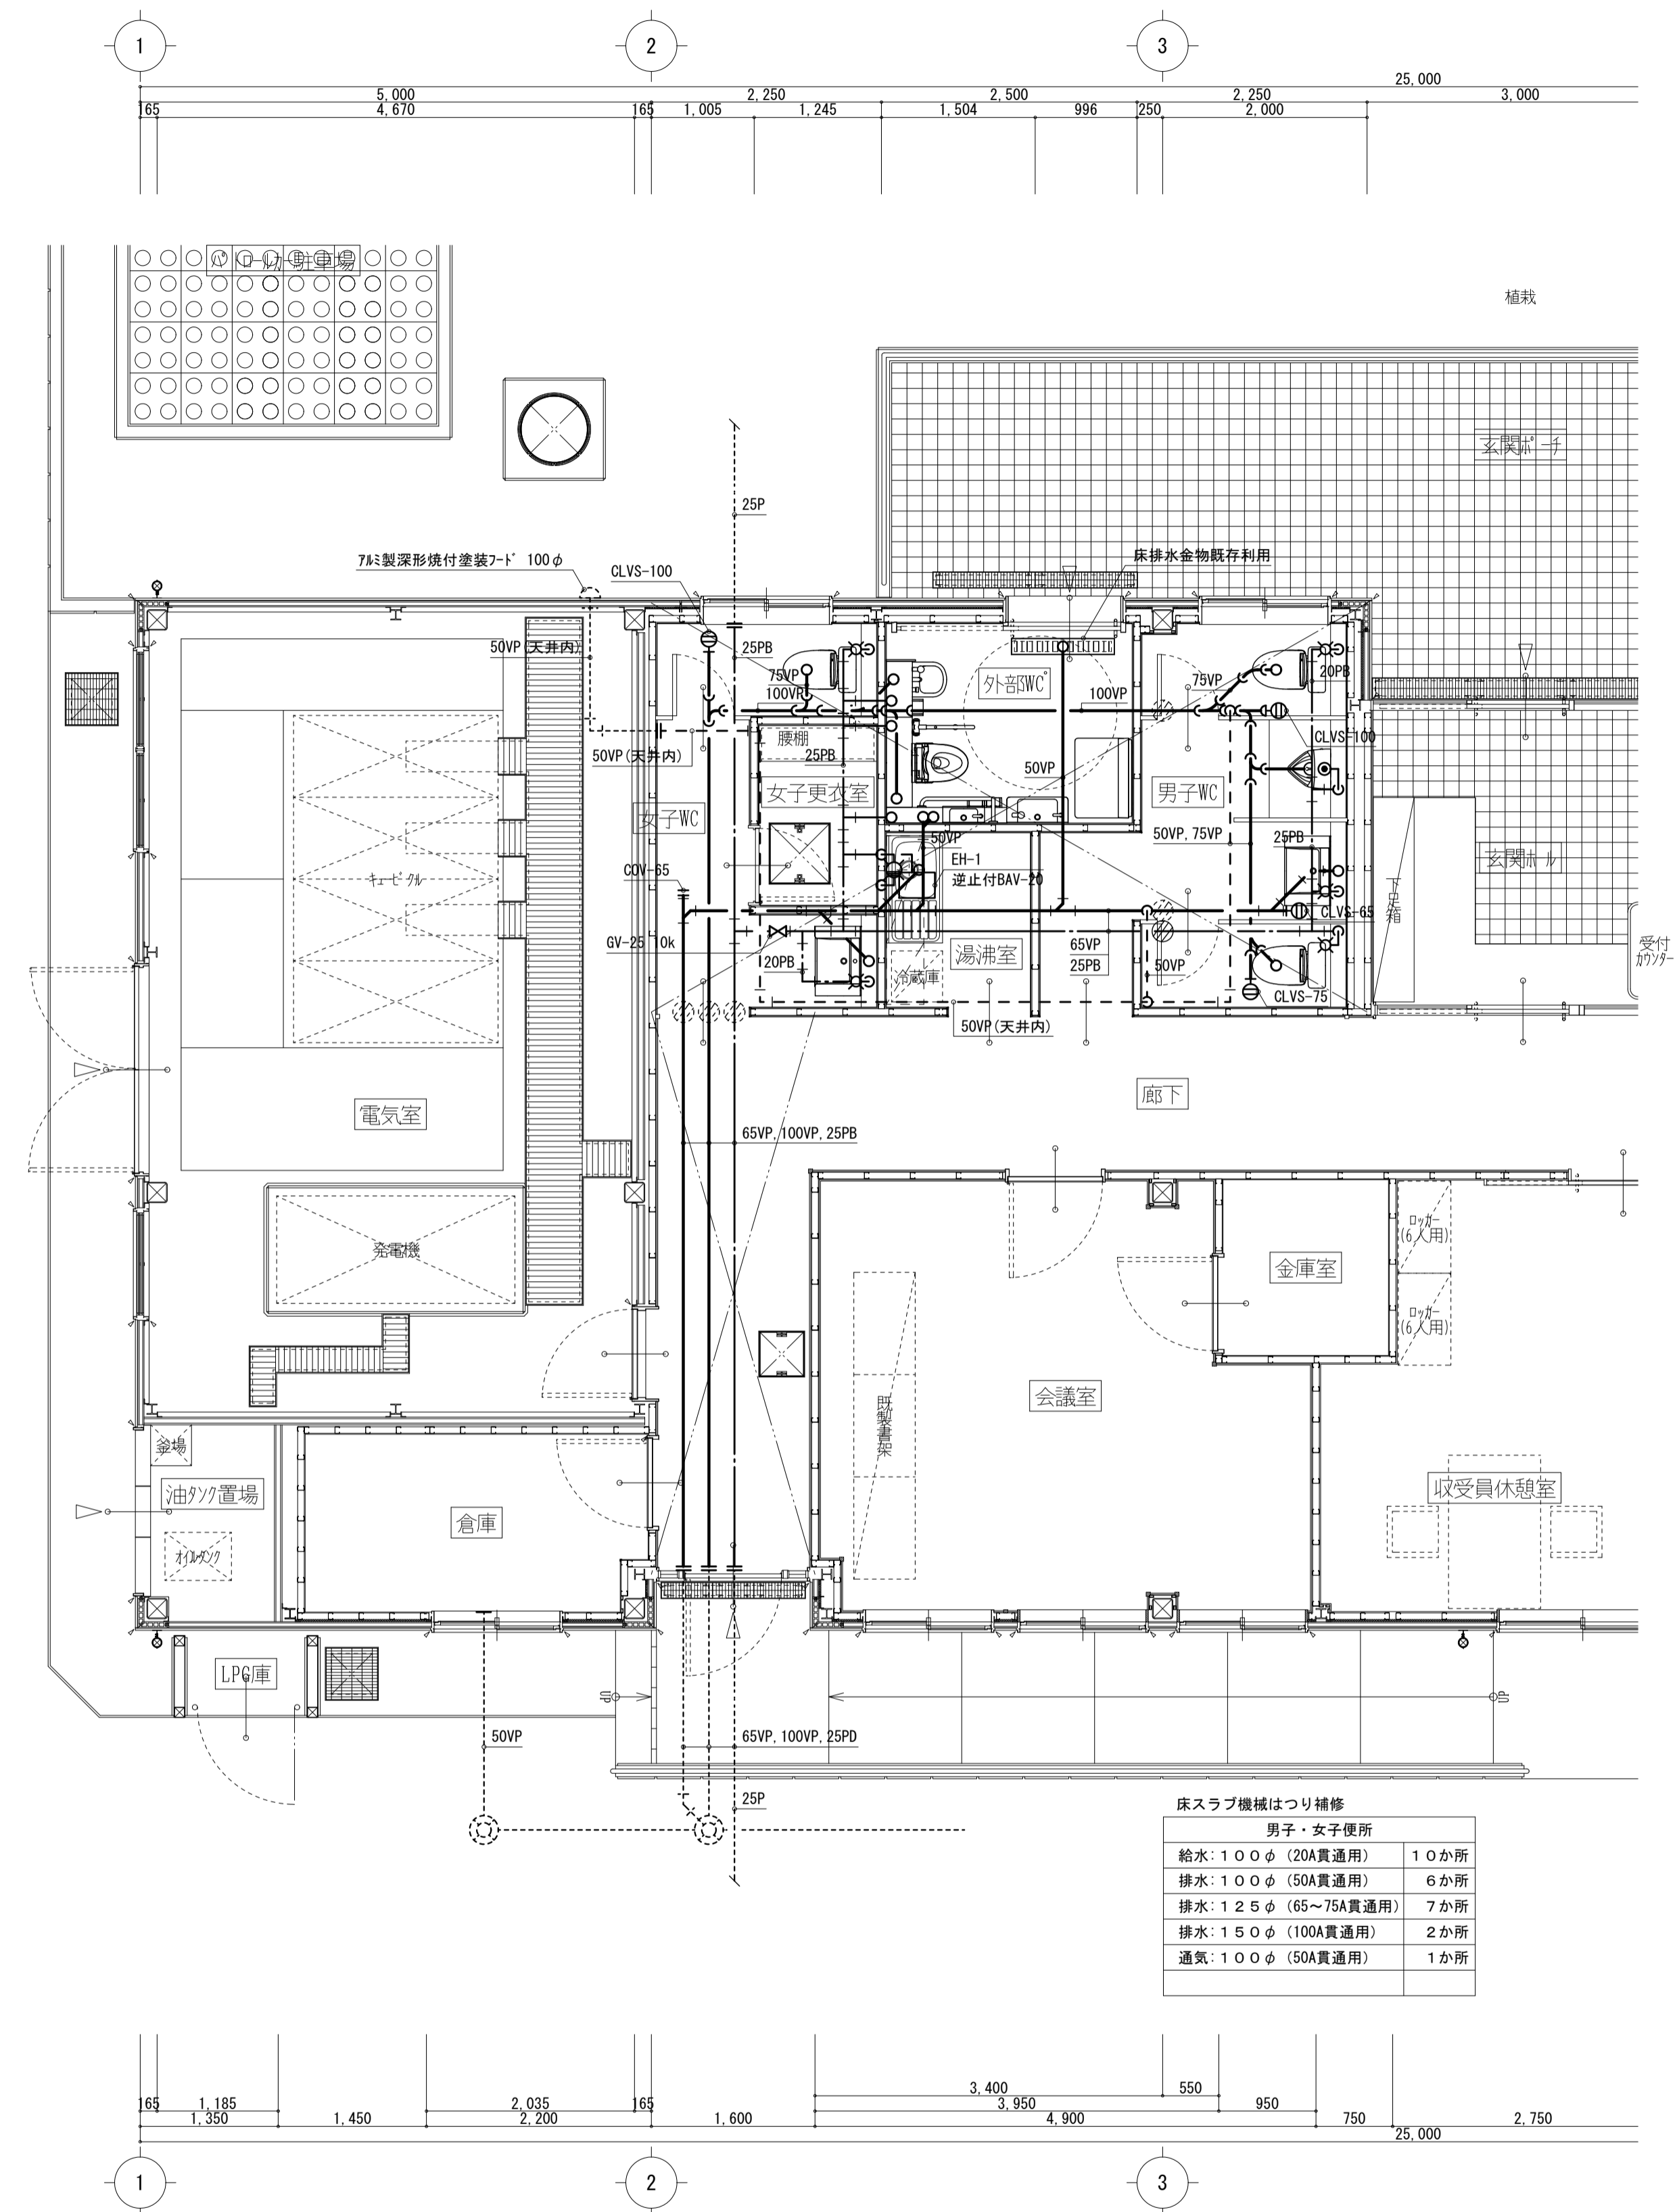 1
2
3
25,000
5,000
2,250
2,500
2,250
3,000
165
4,670
165
1,005
1,245
1,504
996
250
2,000
パトロールカー駐車場
植栽
玄関ポーチ
25P
アルミ製深形焼付塗装フード 100φ
CLVS-100
床排水金物既存利用
50VP(天井内)
25PB
75VP
100VP
外部WC
100VP
75VP
20PB
CLVS-100
50VP(天井内)
腰棚
25PB
女子更衣室
50VP
男子WC
女子WC
50VP
50VP,75VP
25PB
玄関ホール
キュービクル
COV-65
EH-1
逆止付BAV-20
下足箱
CLVS-65
GV-25 10k
20PB
湯沸室
冷蔵庫
65VP
25PB
50VP
受付
カウンター
CLVS-75
50VP(天井内)
廊下
電気室
65VP,100VP,25PB
発電機
金庫室
ロッカー
(6人用)
ロッカー
(6人用)
会議室
既製書架
釜場
油タンク置場
オイルタンク
倉庫
収受員休憩室
LPG庫
UP
UP
50VP
65VP,100VP,25PD
25P
床スラブ機械はつり補修
男子・女子便所
給水:100φ (20A貫通用) 10か所
排水:100φ (50A貫通用) 6か所
排水:125φ (65~75A貫通用) 7か所
排水:150φ (100A貫通用) 2か所
通気:100φ (50A貫通用) 1か所
3,400
550
165
1,185
2,035
165
3,950
950
1,350
1,450
2,200
1,600
4,900
750
2,750
25,000
1
2
3